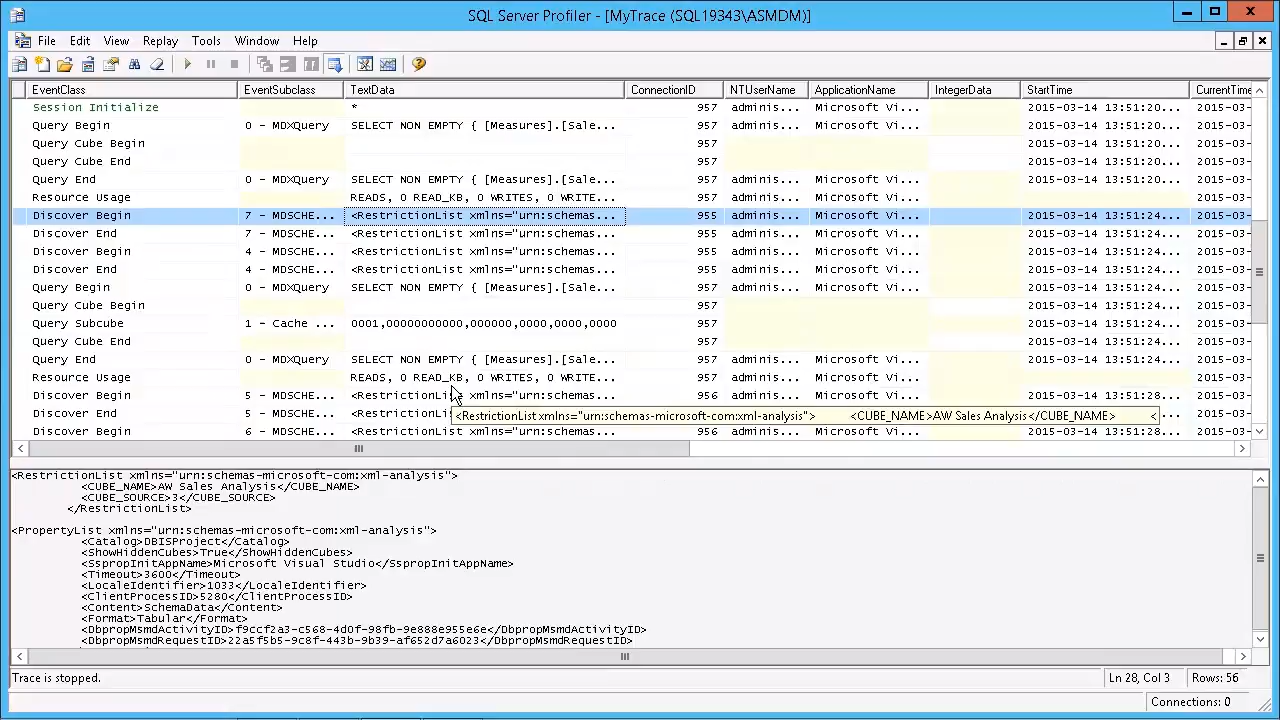 SQL Server Profiler - [MyTrace (SQL19343\ASMDM)]
File Edit View Replay Tools Window Help
EventClass EventSubclass TextData ConnectionID NTUserName ApplicationName IntegerData StartTime CurrentTime
Session Initialize * 957 adminis... Microsoft Vi... 2015-03-14 13:51:20... 2015-03-
Query Begin 0 - MDXQuery SELECT NON EMPTY { [Measures].[Sale... 957 adminis... Microsoft Vi... 2015-03-14 13:51:20... 2015-03-
Query Cube Begin 957 2015-03-14 13:51:20... 2015-03-
Query Cube End 957 2015-03-14 13:51:20... 2015-03-
Query End 0 - MDXQuery SELECT NON EMPTY { [Measures].[Sale... 957 adminis... Microsoft Vi... 2015-03-14 13:51:20... 2015-03-
Resource Usage READS, 0 READ_KB, 0 WRITES, 0 WRITE... 957 adminis... Microsoft Vi...
Discover Begin 7 - MDSCHE... <RestrictionList xmlns="urn:schemas... 955 adminis... Microsoft Vi... 2015-03-14 13:51:24... 2015-03-
Discover End 7 - MDSCHE... <RestrictionList xmlns="urn:schemas... 955 adminis... Microsoft Vi... 2015-03-14 13:51:24... 2015-03-
Discover Begin 4 - MDSCHE... <RestrictionList xmlns="urn:schemas... 955 adminis... Microsoft Vi... 2015-03-14 13:51:24... 2015-03-
Discover End 4 - MDSCHE... <RestrictionList xmlns="urn:schemas... 955 adminis... Microsoft Vi... 2015-03-14 13:51:24... 2015-03-
Query Begin 0 - MDXQuery SELECT NON EMPTY { [Measures].[Sale... 957 adminis... Microsoft Vi... 2015-03-14 13:51:24... 2015-03-
Query Cube Begin 957 2015-03-14 13:51:24... 2015-03-
Query Subcube 1 - Cache ... 0001,00000000000,000000,0000,0000,0000 957 2015-03-14 13:51:24... 2015-03-
Query Cube End 957 2015-03-14 13:51:24... 2015-03-
Query End 0 - MDXQuery SELECT NON EMPTY { [Measures].[Sale... 957 adminis... Microsoft Vi... 2015-03-14 13:51:24... 2015-03-
Resource Usage READS, 0 READ_KB, 0 WRITES, 0 WRITE... 957 adminis... Microsoft Vi...
Discover Begin 5 - MDSCHE... <RestrictionList xmlns="urn:schemas... 956 adminis... Microsoft Vi... 2015-03-14 13:51:28... 2015-03-
Discover End 5 - MDSCHE... <RestrictionL 2015-03-
<RestrictionList xmlns="urn:schemas-microsoft-com:xml-analysis"> <CUBE_NAME>AW Sales Analysis</CUBE_NAME> <
Discover Begin 6 - MDSCHE... <RestrictionList xmlns="urn:schemas... 956 adminis... Microsoft Vi... 2015-03-14 13:51:28... 2015-03-
<RestrictionList xmlns="urn:schemas-microsoft-com:xml-analysis">
<CUBE_NAME>AW Sales Analysis</CUBE_NAME>
<CUBE_SOURCE>3</CUBE_SOURCE>
</RestrictionList>
<PropertyList xmlns="urn:schemas-microsoft-com:xml-analysis">
<Catalog>DBISProject</Catalog>
<ShowHiddenCubes>True</ShowHiddenCubes>
<SspropInitAppName>Microsoft Visual Studio</SspropInitAppName>
<Timeout>3600</Timeout>
<LocaleIdentifier>1033</LocaleIdentifier>
<ClientProcessID>5280</ClientProcessID>
<Content>SchemaData</Content>
<Format>Tabular</Format>
<DbpropMsmdActivityID>f9ccf2a3-c568-4d0f-98fb-9e888e955e6e</DbpropMsmdActivityID>
<DbpropMsmdRequestID>22a5f5b5-9c8f-443b-9b39-af652d7a6023</DbpropMsmdRequestID>
Trace is stopped. Ln 28, Col 3 Rows: 56
Connections: 0